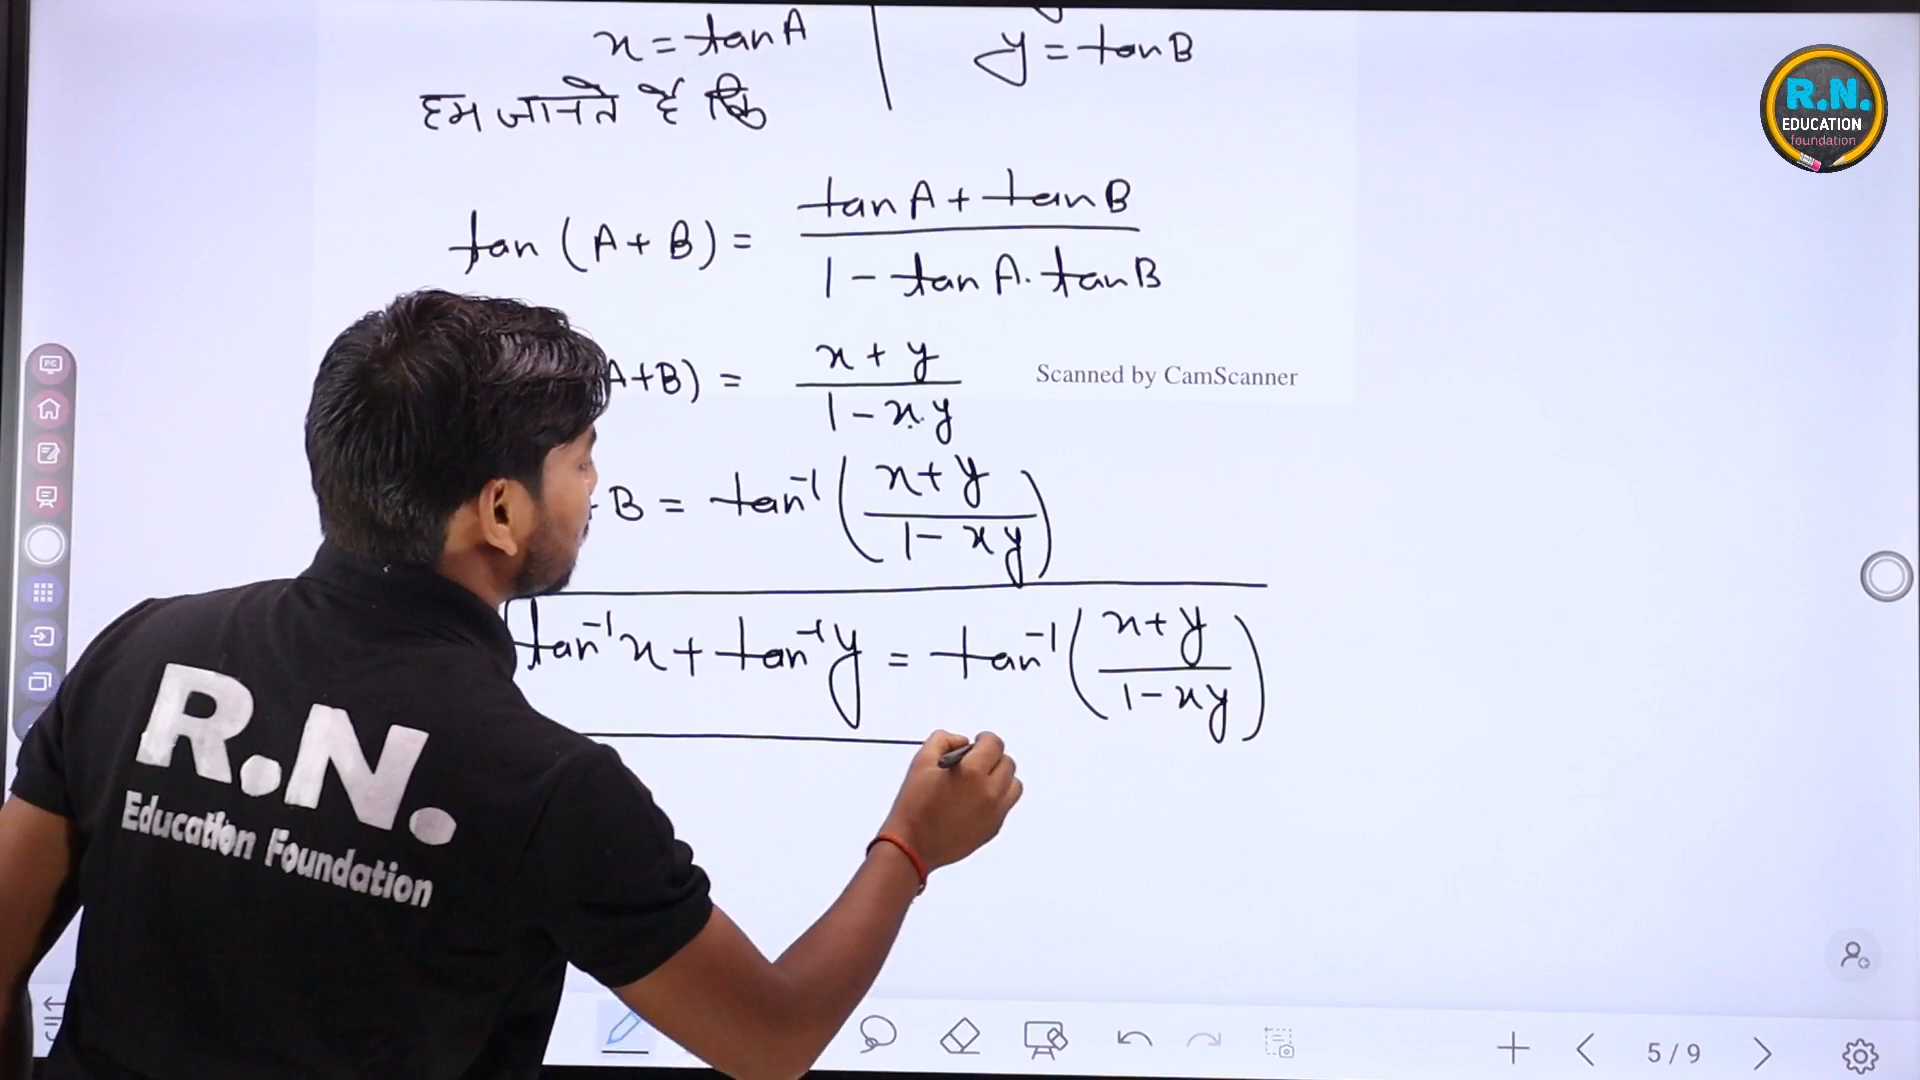 x = tan A
y = tan B
हम जानते हैं कि
tan (A + B) = tan A + tan B / 1 - tan A . tan B
A+B) = x + y / 1 - x . y
Scanned by CamScanner
B = tan⁻¹ (x + y / 1 - xy)
tan⁻¹x + tan⁻¹y = tan⁻¹ (x + y / 1 - xy)
R.N.
EDUCATION
foundation
R.N.
Education Foundation
PC
5 / 9